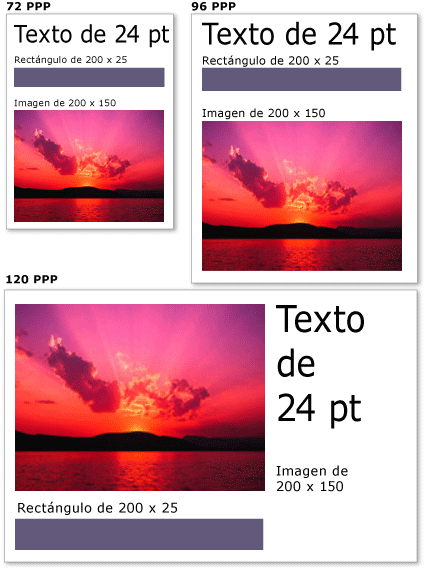 72 PPP
Texto de 24 pt
Rectángulo de 200 x 25
Imagen de 200 x 150
96 PPP
Texto de 24 pt
Rectángulo de 200 x 25
Imagen de 200 x 150
120 PPP
Texto
de
24 pt
Imagen de
200 x 150
Rectángulo de 200 x 25